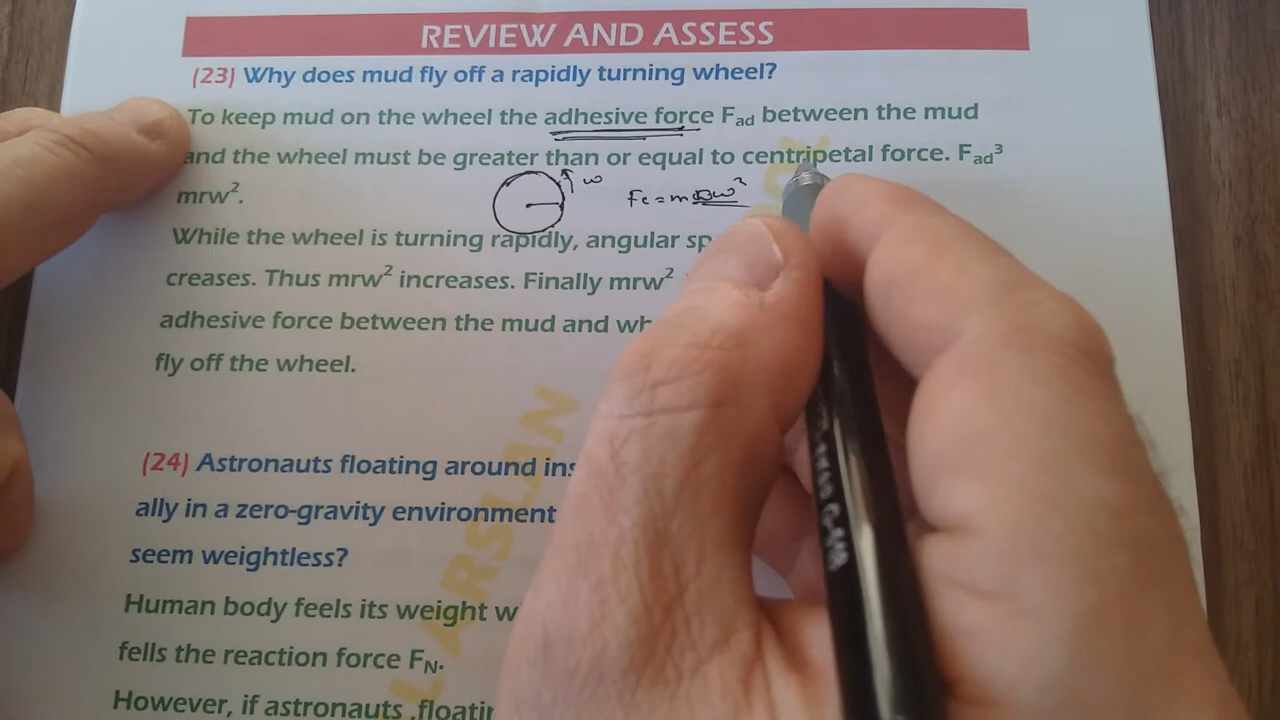 REVIEW AND ASSESS
(23) Why does mud fly off a rapidly turning wheel?
To keep mud on the wheel the adhesive force Fad between the mud
and the wheel must be greater than or equal to centripetal force. Fad³
mrw².
ω Fc = m ω²
While the wheel is turning rapidly, angular sp
creases. Thus mrw² increases. Finally mrw²
adhesive force between the mud and wh
fly off the wheel.
(24) Astronauts floating around ins
ally in a zero-gravity environment
seem weightless?
Human body feels its weight w
fells the reaction force FN.
However, if astronauts ,floatin
ARSLAN